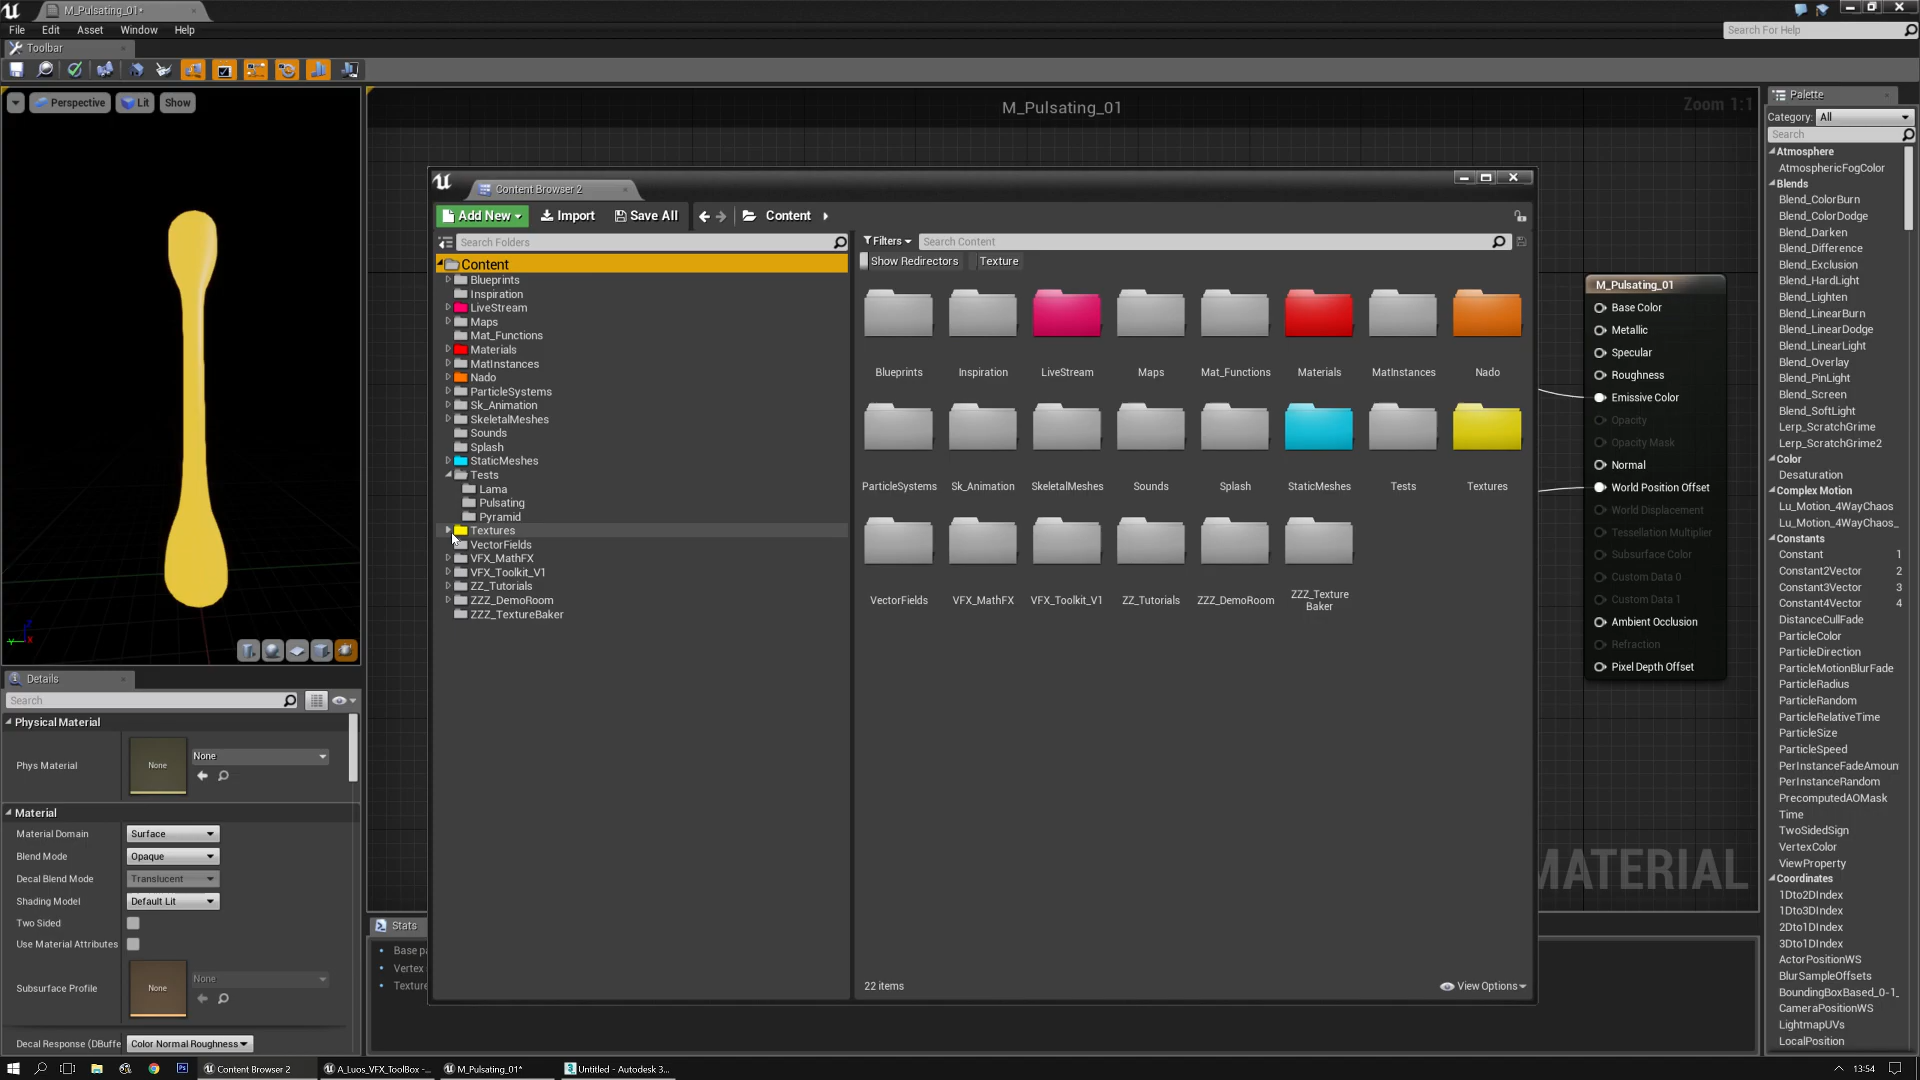 M_Pulsating_01*
File Edit Asset Window Help
Search For Help
Toolbar
Perspective Lit Show
M_Pulsating_01
Zoom 1:1
Palette
Category: All
Search
Atmosphere
AtmosphericFogColor
Blends
Blend_ColorBurn
Blend_ColorDodge
Blend_Darken
Blend_Difference
Blend_Exclusion
Blend_HardLight
Blend_Lighten
Blend_LinearBurn
Blend_LinearDodge
Blend_LinearLight
Blend_Overlay
Blend_PinLight
Blend_Screen
Blend_SoftLight
Lerp_ScratchGrime
Lerp_ScratchGrime2
Color
Desaturation
Complex Motion
Lu_Motion_4WayChaos
Lu_Motion_4WayChaos_
Constants
Constant 1
Constant2Vector 2
Constant3Vector 3
Constant4Vector 4
DistanceCullFade
ParticleColor
ParticleDirection
ParticleMotionBlurFade
ParticleRadius
ParticleRandom
ParticleRelativeTime
ParticleSize
ParticleSpeed
PerInstanceFadeAmoun
PerInstanceRandom
PrecomputedAOMask
Time
TwoSidedSign
VertexColor
ViewProperty
Coordinates
1Dto2DIndex
1Dto3DIndex
2Dto1DIndex
3Dto1DIndex
ActorPositionWS
BlurSampleOffsets
BoundingBoxBased_0-1_
CameraPositionWS
LightmapUVs
LocalPosition
Content Browser 2
Add New Import Save All Content
Search Folders
Filters Search Content
Show Redirectors Texture
Content
Blueprints
Inspiration
LiveStream
Maps
Mat_Functions
Materials
MatInstances
Nado
ParticleSystems
Sk_Animation
SkeletalMeshes
Sounds
Splash
StaticMeshes
Tests
Lama
Pulsating
Pyramid
Textures
VectorFields
VFX_MathFX
VFX_Toolkit_V1
ZZ_Tutorials
ZZZ_DemoRoom
ZZZ_TextureBaker
Blueprints Inspiration LiveStream Maps Mat_Functions Materials MatInstances Nado
ParticleSystems Sk_Animation SkeletalMeshes Sounds Splash StaticMeshes Tests Textures
VectorFields VFX_MathFX VFX_Toolkit_V1 ZZ_Tutorials ZZZ_DemoRoom ZZZ_Texture
Baker
22 items
View Options
M_Pulsating_01
Base Color
Metallic
Specular
Roughness
Emissive Color
Opacity
Opacity Mask
Normal
World Position Offset
World Displacement
Tessellation Multiplier
Subsurface Color
Custom Data 0
Custom Data 1
Ambient Occlusion
Refraction
Pixel Depth Offset
MATERIAL
Details
Search
Physical Material
Phys Material None None
Material
Material Domain Surface
Blend Mode Opaque
Decal Blend Mode Translucent
Shading Model Default Lit
Two Sided
Use Material Attributes
Subsurface Profile None None
Decal Response (DBuffe Color Normal Roughness
Stats
Base pa
Vertex
Texture
Content Browser 2 A_Luos_VFX_ToolBox -... M_Pulsating_01* Untitled - Autodesk 3... 13:54